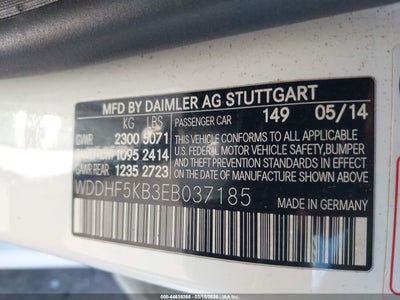 MFD BY DAIMLER AG STUTTGART
KG LBS PASSENGER CAR 149 05/14
GVWR 2300 5071 THIS VEHICLE CONFORMS TO ALL APPLICABLE
1095 2414 U.S. FEDERAL MOTOR VEHICLE SAFETY,BUMPER
GAWR REAR 1235 2723 AND THEFT PREVENTION STANDARDS IN
EFFECT ON THE DATE OF MANUFACTURE
WDDHF5KB3EB037185 SHOWN ABOVE. MADE IN GERMANY